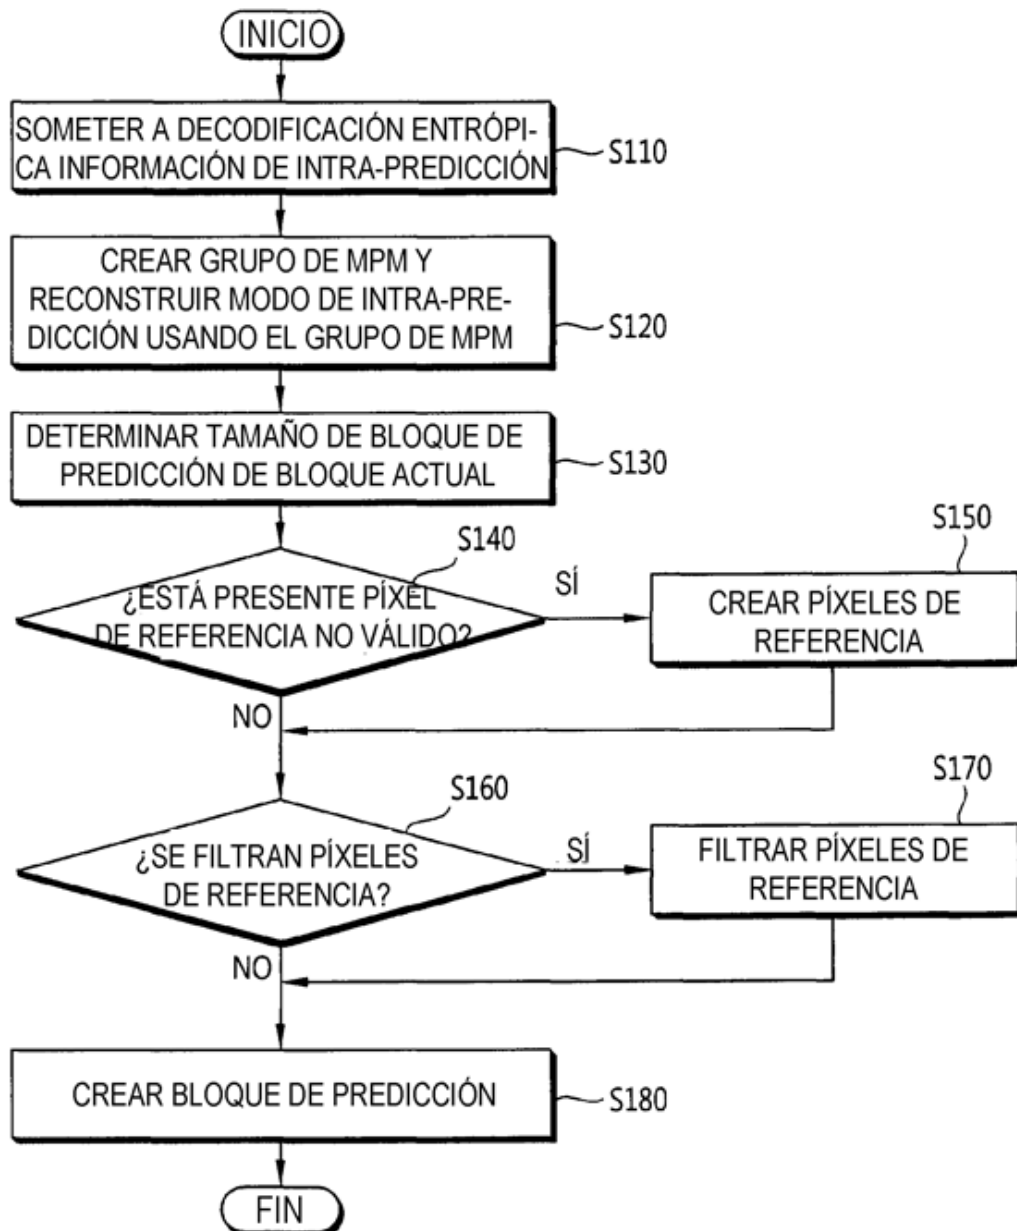 INICIO
SOMETER A DECODIFICACIÓN ENTRÓPI-
CA INFORMACIÓN DE INTRA-PREDICCIÓN
S110
CREAR GRUPO DE MPM Y
RECONSTRUIR MODO DE INTRA-PRE-
DICCIÓN USANDO EL GRUPO DE MPM
S120
DETERMINAR TAMAÑO DE BLOQUE DE
PREDICCIÓN DE BLOQUE ACTUAL
S130
S140
¿ESTÁ PRESENTE PÍXEL
DE REFERENCIA NO VÁLIDO?
SÍ
S150
CREAR PÍXELES DE
REFERENCIA
NO
S160
¿SE FILTRAN PÍXELES
DE REFERENCIA?
SÍ
S170
FILTRAR PÍXELES DE
REFERENCIA
NO
CREAR BLOQUE DE PREDICCIÓN
S180
FIN